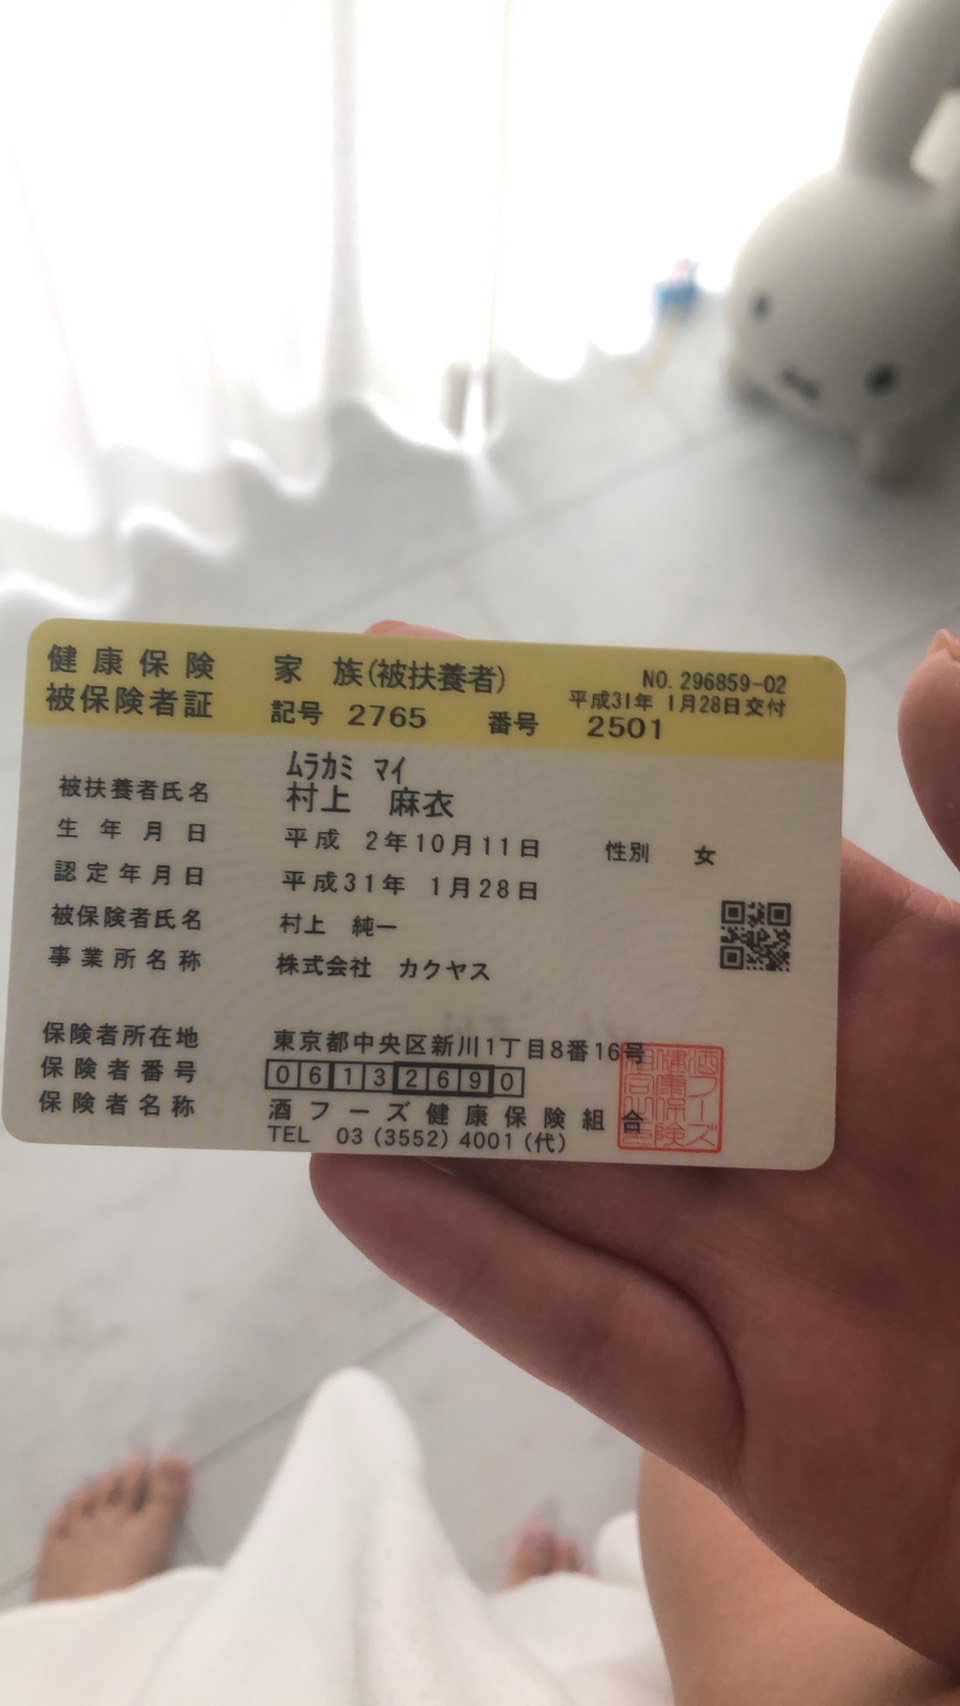 健康保険 家族(被扶養者) NO. 296859-02
被保険者証 平成31年 1月28日交付
記号 2765 番号 2501
ムラカミ マイ
被扶養者氏名 村上 麻衣
生年月日 平成 2年10月11日 性別 女
認定年月日 平成31年 1月28日
被保険者氏名 村上 純一
事業所名称 株式会社 カクヤス
保険者所在地 東京都中央区新川1丁目8番16号
保険者番号 06132690
保険者名称 酒フーズ健康保険組合
TEL 03 (3552) 4001 (代)
酒フーズ
健康保険